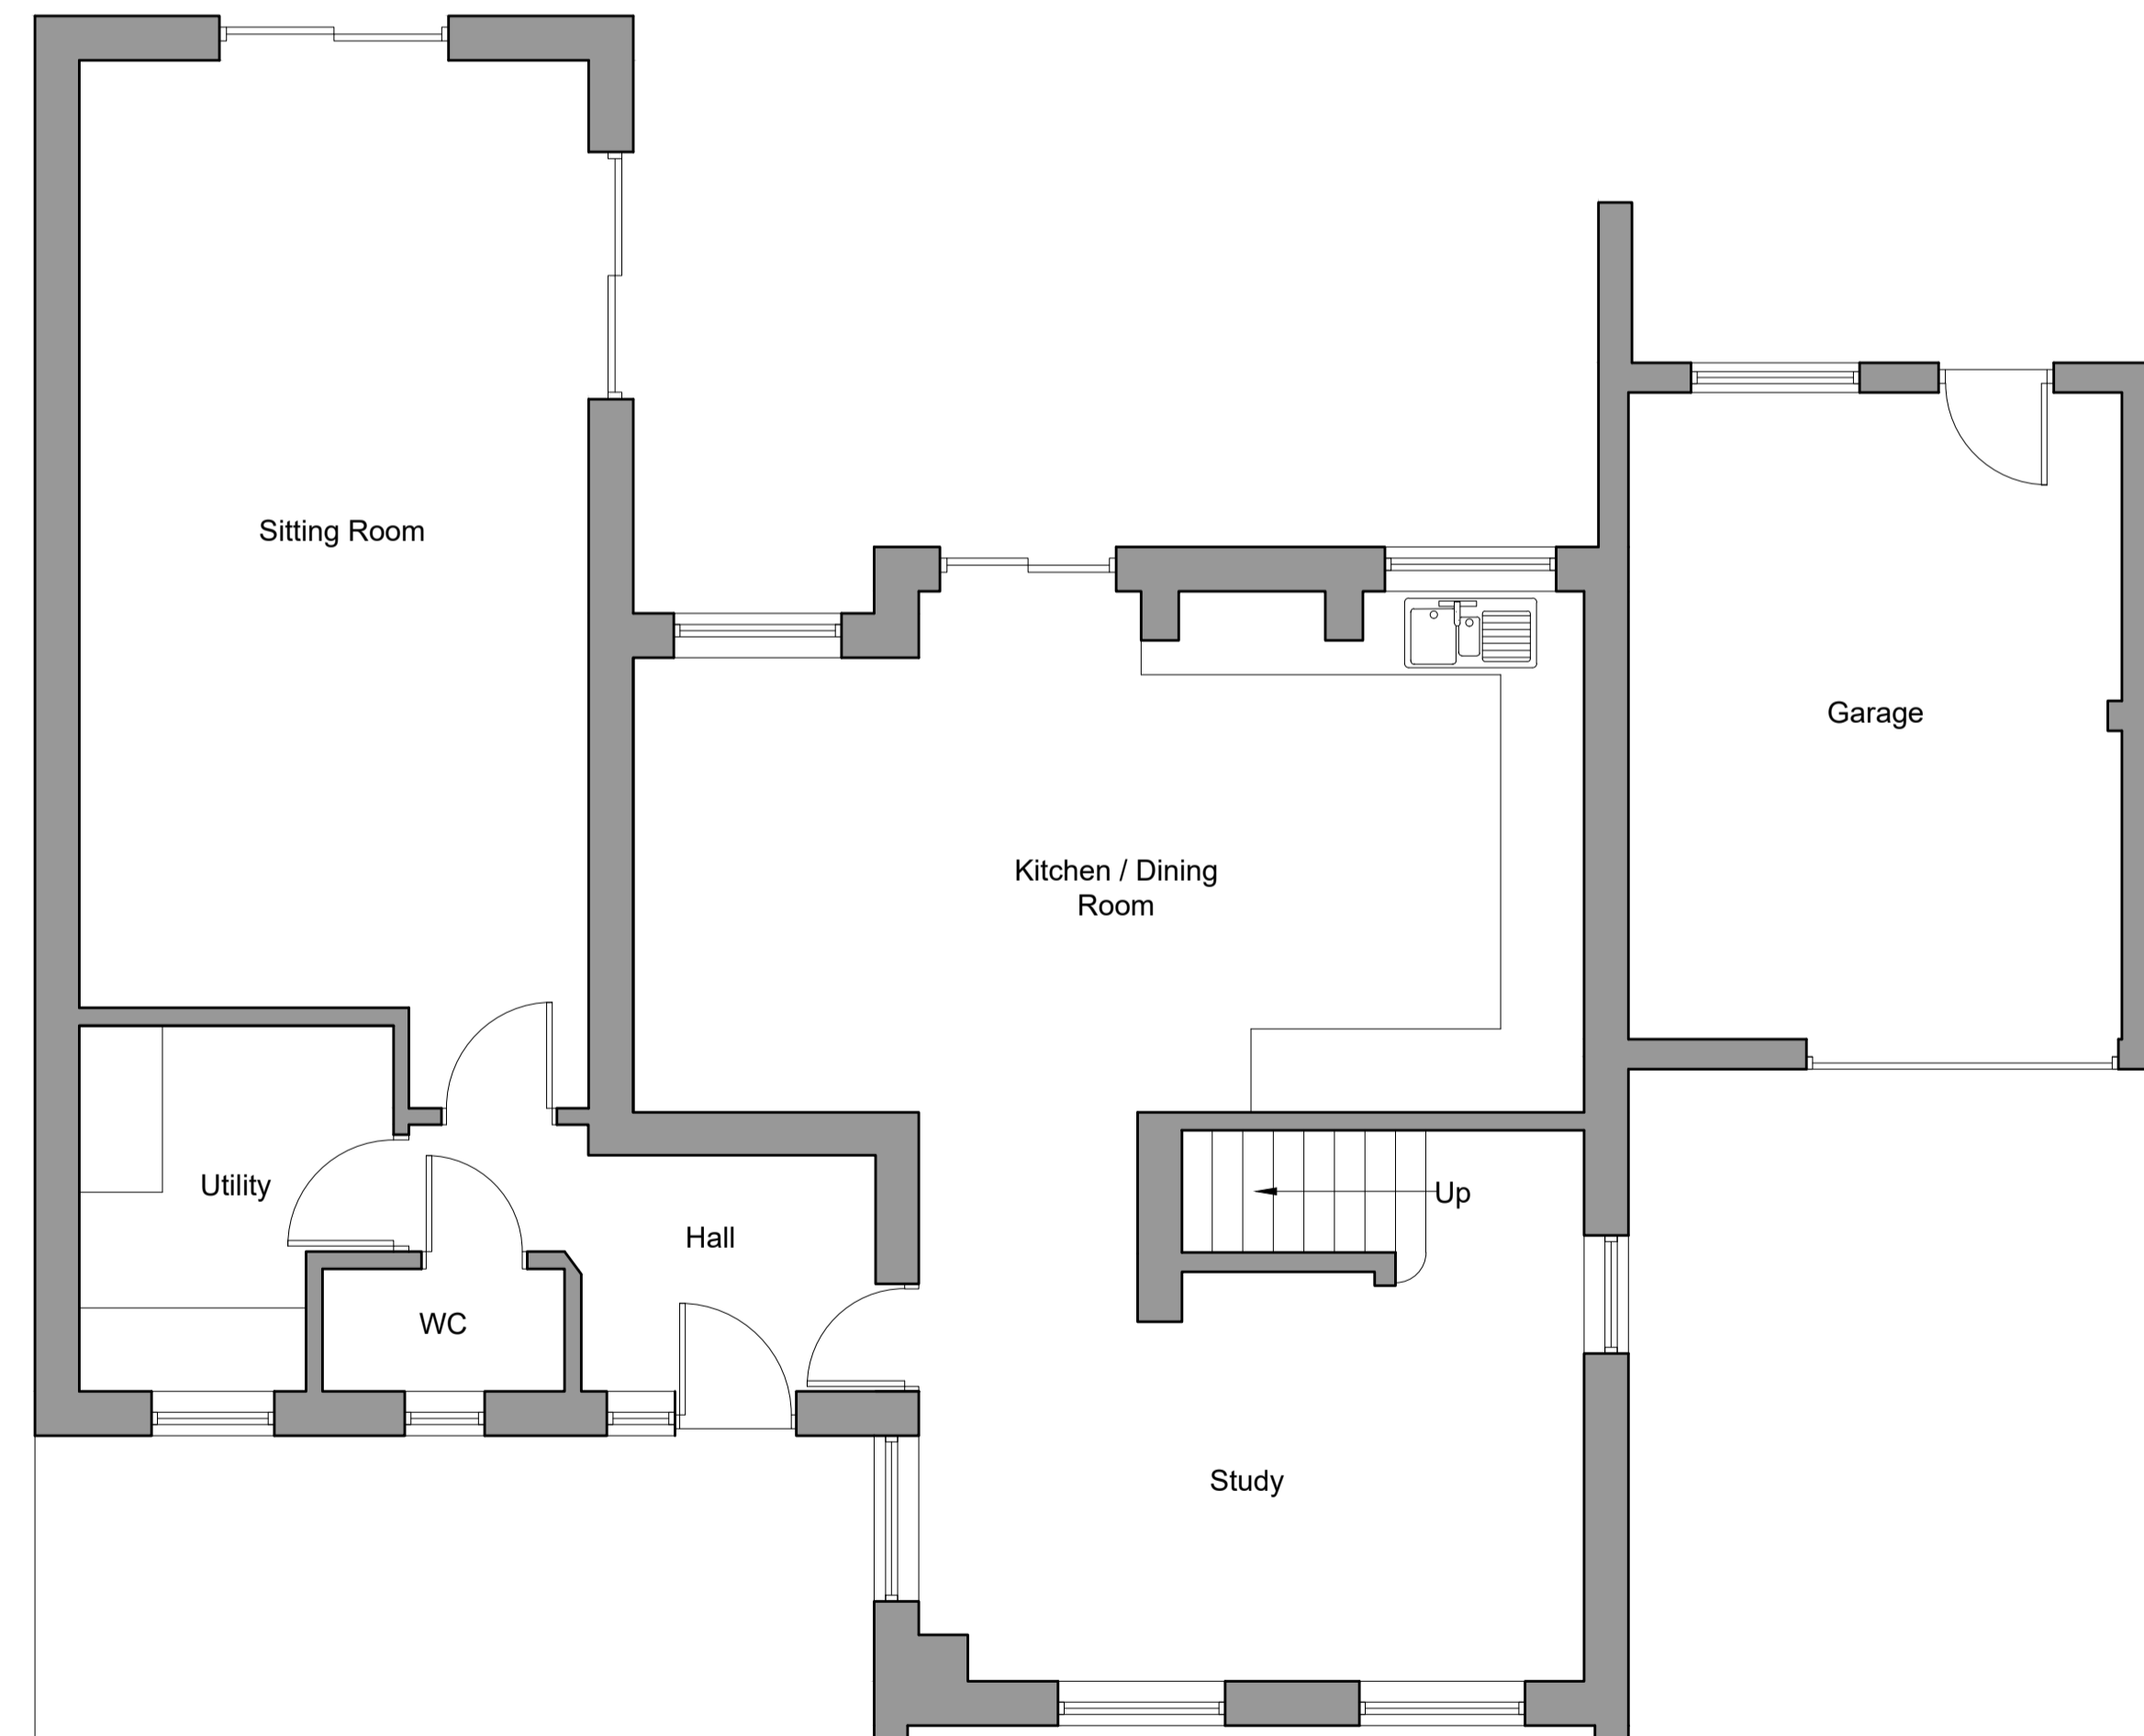 Sitting Room
Garage
Kitchen / Dining
Room
Utility
Up
Hall
WC
Study